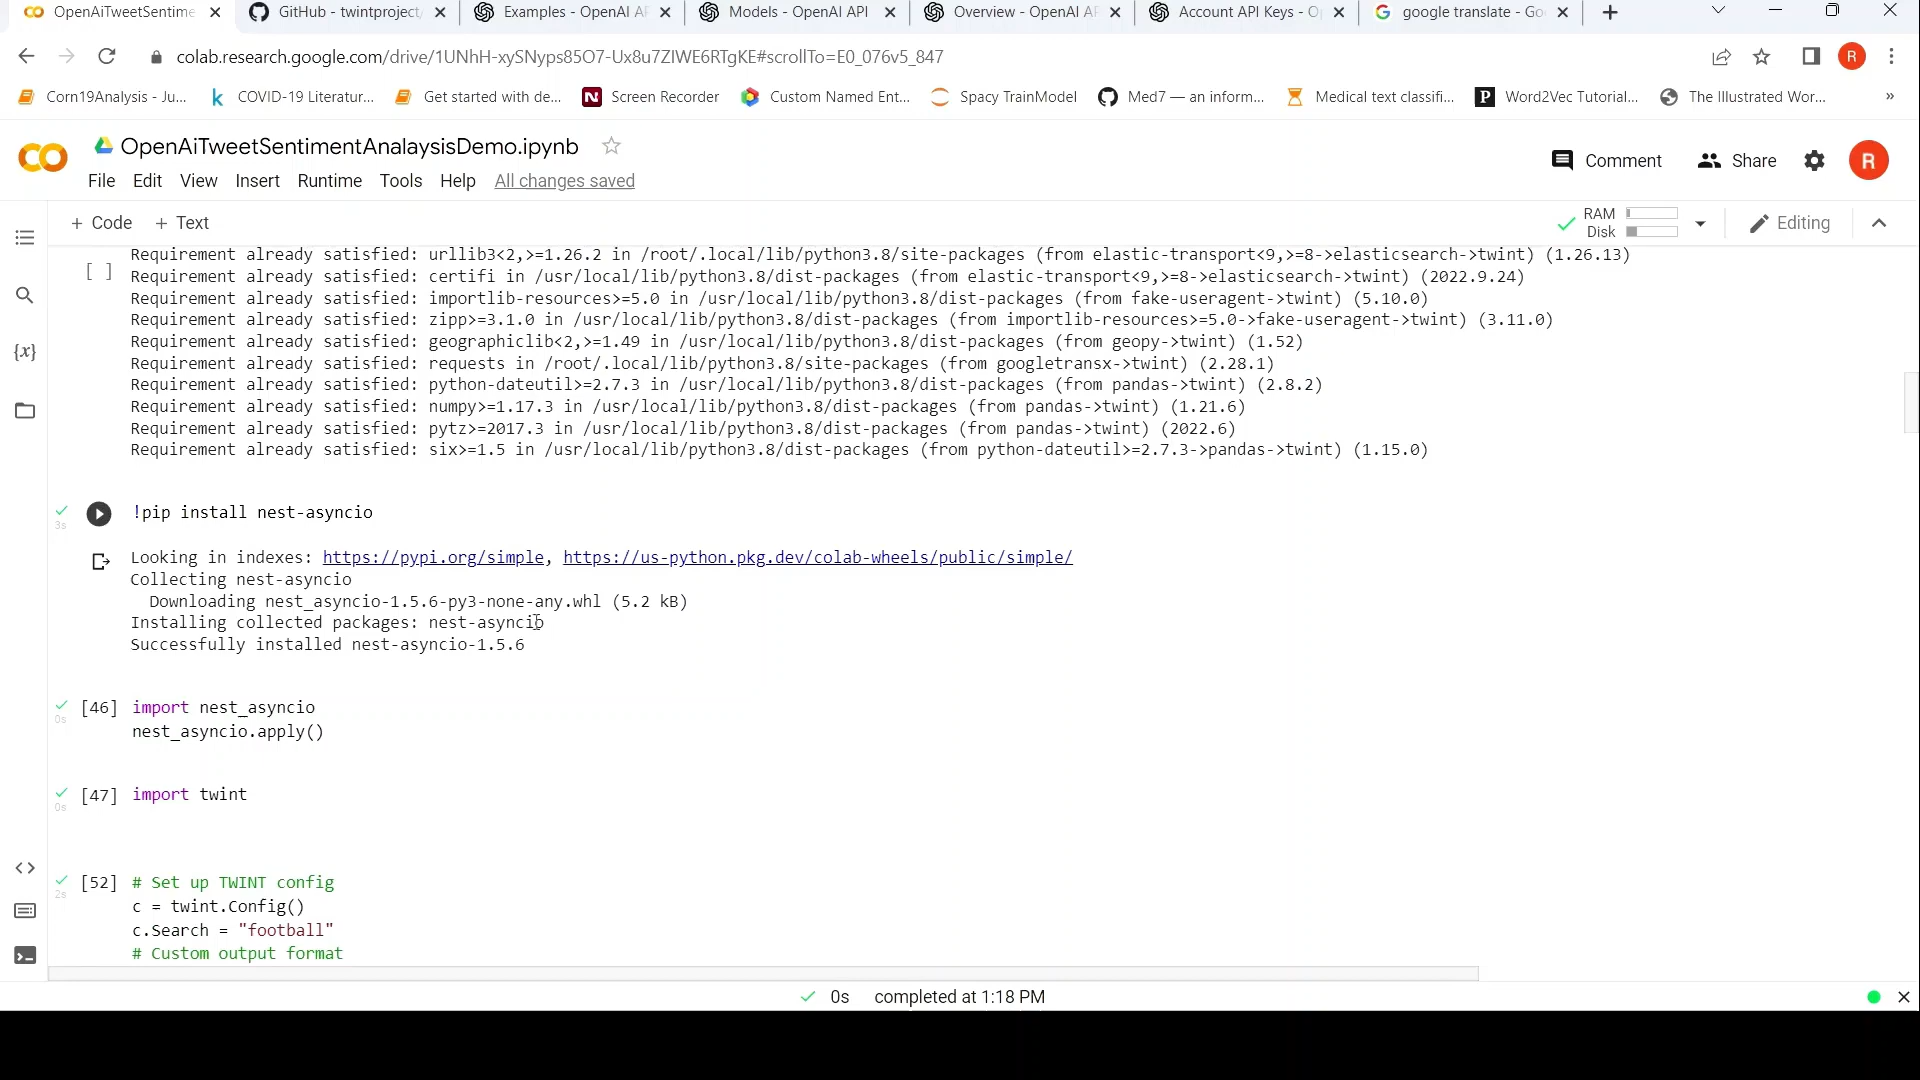 OpenAiTweetSentime
GitHub - twintproject/
Examples - OpenAI AP
Models - OpenAI API
Overview - OpenAI AP
Account API Keys - O
google translate - Go
colab.research.google.com/drive/1UNhH-xySNyps85O7-Ux8u7ZIWE6RTgKE#scrollTo=E0_076v5_847
R
Corn19Analysis - Ju...
COVID-19 Literatur...
Get started with de...
Screen Recorder
Custom Named Ent...
Spacy TrainModel
Med7 — an inform...
Medical text classifi...
Word2Vec Tutorial...
The Illustrated Wor...
»
OpenAiTweetSentimentAnalaysisDemo.ipynb
Comment
Share
R
File Edit View Insert Runtime Tools Help All changes saved
+ Code + Text
RAM
Disk
Editing
Requirement already satisfied: urllib3<2,>=1.26.2 in /root/.local/lib/python3.8/site-packages (from elastic-transport<9,>=8->elasticsearch->twint) (1.26.13)
[ ] Requirement already satisfied: certifi in /usr/local/lib/python3.8/dist-packages (from elastic-transport<9,>=8->elasticsearch->twint) (2022.9.24)
Requirement already satisfied: importlib-resources>=5.0 in /usr/local/lib/python3.8/dist-packages (from fake-useragent->twint) (5.10.0)
Requirement already satisfied: zipp>=3.1.0 in /usr/local/lib/python3.8/dist-packages (from importlib-resources>=5.0->fake-useragent->twint) (3.11.0)
Requirement already satisfied: geographiclib<2,>=1.49 in /usr/local/lib/python3.8/dist-packages (from geopy->twint) (1.52)
Requirement already satisfied: requests in /root/.local/lib/python3.8/site-packages (from googletransx->twint) (2.28.1)
Requirement already satisfied: python-dateutil>=2.7.3 in /usr/local/lib/python3.8/dist-packages (from pandas->twint) (2.8.2)
Requirement already satisfied: numpy>=1.17.3 in /usr/local/lib/python3.8/dist-packages (from pandas->twint) (1.21.6)
Requirement already satisfied: pytz>=2017.3 in /usr/local/lib/python3.8/dist-packages (from pandas->twint) (2022.6)
Requirement already satisfied: six>=1.5 in /usr/local/lib/python3.8/dist-packages (from python-dateutil>=2.7.3->pandas->twint) (1.15.0)
!pip install nest-asyncio
3s
Looking in indexes: https://pypi.org/simple, https://us-python.pkg.dev/colab-wheels/public/simple/
Collecting nest-asyncio
Downloading nest_asyncio-1.5.6-py3-none-any.whl (5.2 kB)
Installing collected packages: nest-asyncio
Successfully installed nest-asyncio-1.5.6
[46] import nest_asyncio
0s
nest_asyncio.apply()
[47] import twint
0s
[52] # Set up TWINT config
2s
c = twint.Config()
c.Search = "football"
# Custom output format
0s completed at 1:18 PM